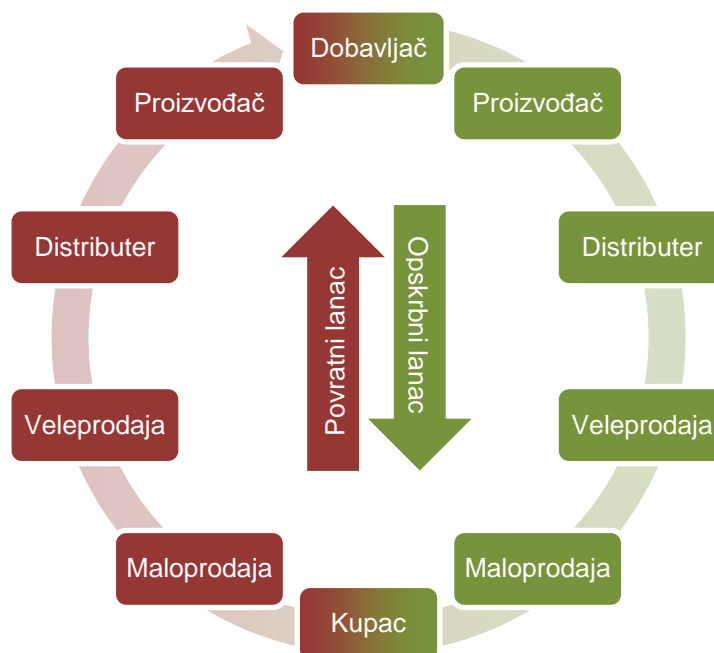 Dobavljač
Proizvođač
Proizvođač
Distributer
Distributer
Povratni lanac
Opskrbni lanac
Veleprodaja
Veleprodaja
Maloprodaja
Maloprodaja
Kupac